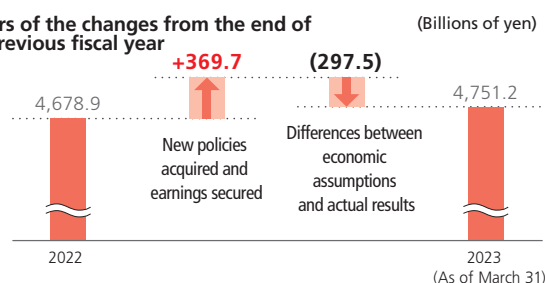 rs of the changes from the end of
revious fiscal year
(Billions of yen)
+369.7
(297.5)
4,678.9
4,751.2
New policies
acquired and
earnings secured
Differences between
economic
assumptions
and actual results
2022
2023
(As of March 31)